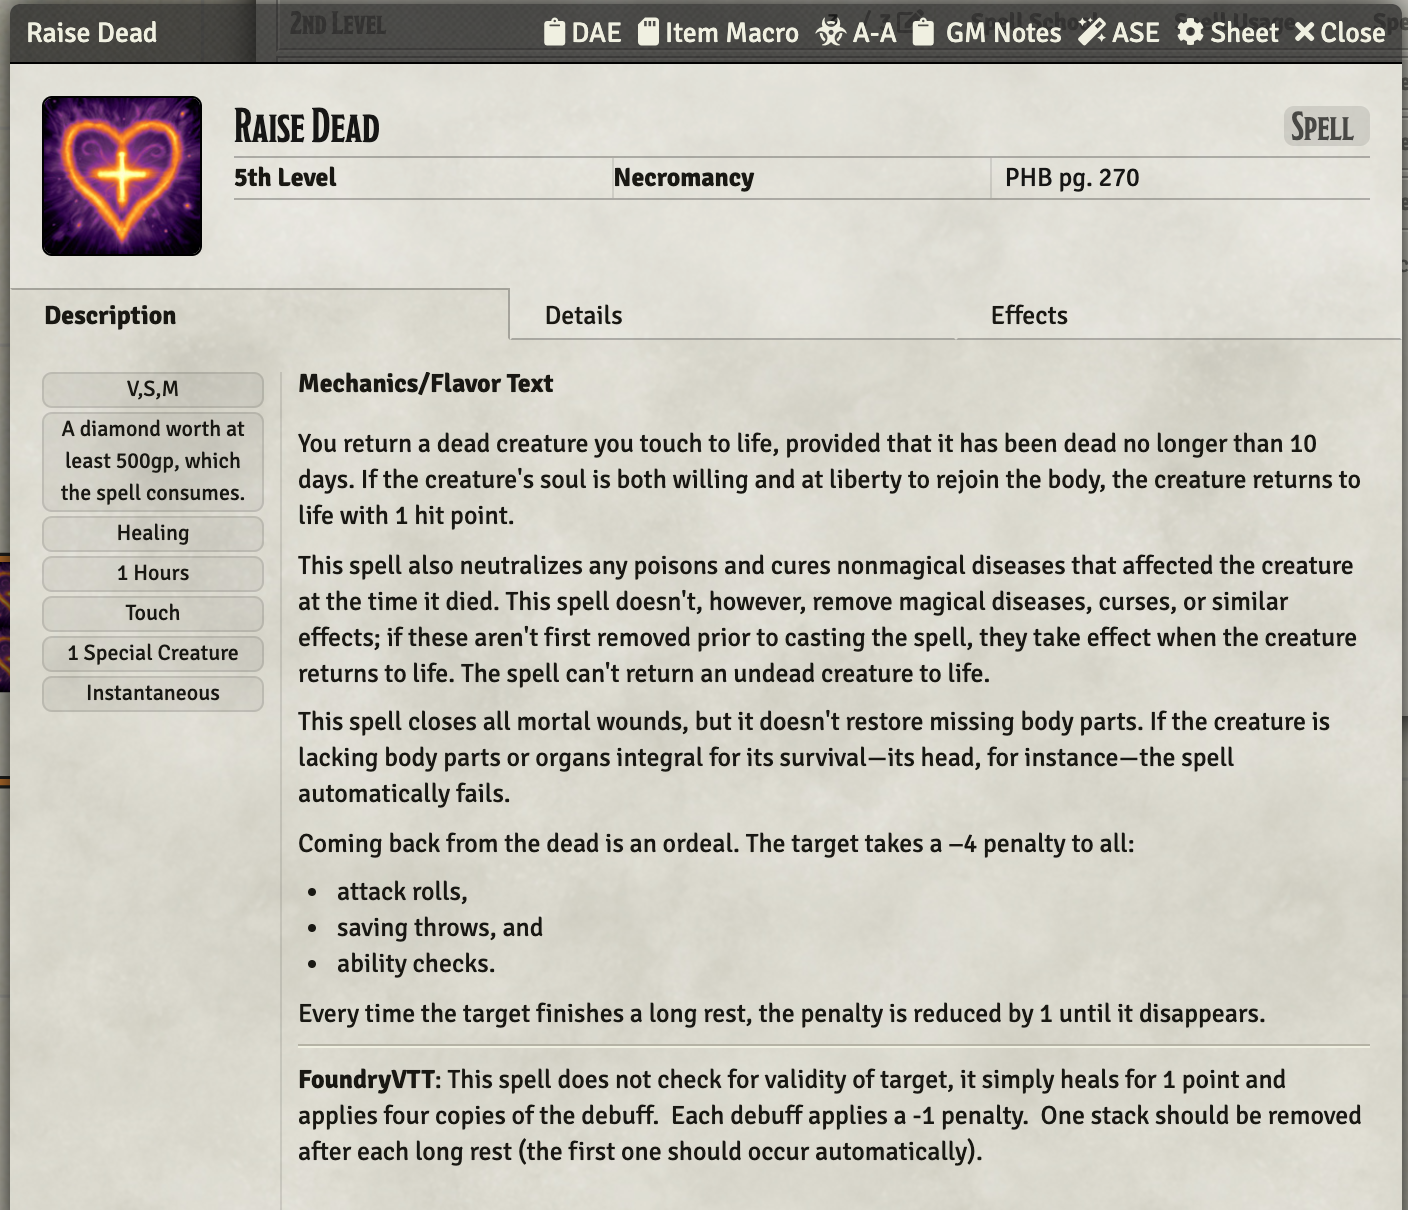 Raise Dead
2ND LEVEL
DAE
Item Macro
A-A
GM Notes
ASE
Sheet
Close
RAISE DEAD
SPELL
5th Level
Necromancy
PHB pg. 270
Description
Details
Effects
V,S,M
A diamond worth at
least 500gp, which
the spell consumes.
Healing
1 Hours
Touch
1 Special Creature
Instantaneous
Mechanics/Flavor Text
You return a dead creature you touch to life, provided that it has been dead no longer than 10
days. If the creature's soul is both willing and at liberty to rejoin the body, the creature returns to
life with 1 hit point.
This spell also neutralizes any poisons and cures nonmagical diseases that affected the creature
at the time it died. This spell doesn't, however, remove magical diseases, curses, or similar
effects; if these aren't first removed prior to casting the spell, they take effect when the creature
returns to life. The spell can't return an undead creature to life.
This spell closes all mortal wounds, but it doesn't restore missing body parts. If the creature is
lacking body parts or organs integral for its survival—its head, for instance—the spell
automatically fails.
Coming back from the dead is an ordeal. The target takes a −4 penalty to all:
• attack rolls,
• saving throws, and
• ability checks.
Every time the target finishes a long rest, the penalty is reduced by 1 until it disappears.
FoundryVTT: This spell does not check for validity of target, it simply heals for 1 point and
applies four copies of the debuff.  Each debuff applies a -1 penalty.  One stack should be removed
after each long rest (the first one should occur automatically).